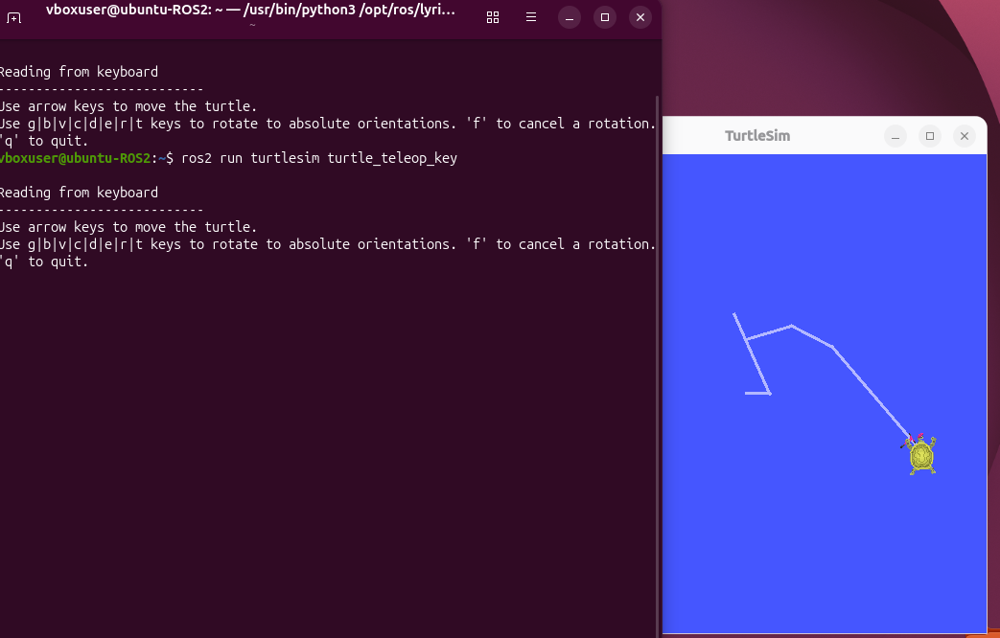 vboxuser@ubuntu-ROS2: ~ — /usr/bin/python3 /opt/ros/lyri…
~
Reading from keyboard
---------------------------
Use arrow keys to move the turtle.
Use g|b|v|c|d|e|r|t keys to rotate to absolute orientations. 'f' to cancel a rotation.
'q' to quit.
vboxuser@ubuntu-ROS2:~$ ros2 run turtlesim turtle_teleop_key
Reading from keyboard
---------------------------
Use arrow keys to move the turtle.
Use g|b|v|c|d|e|r|t keys to rotate to absolute orientations. 'f' to cancel a rotation.
'q' to quit.
TurtleSim